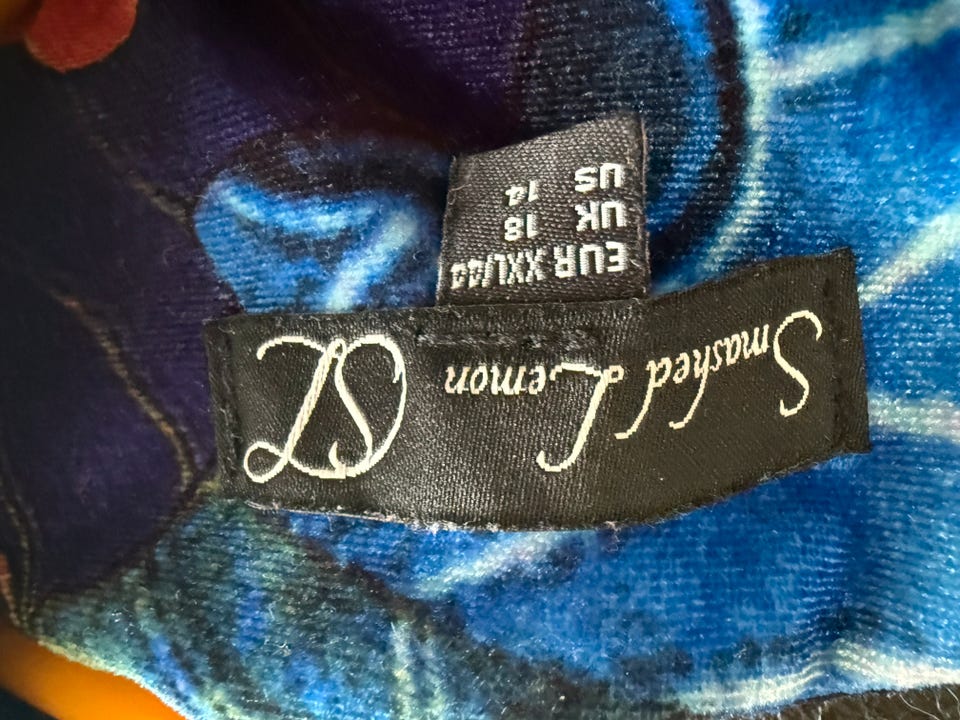 Smashed Lemon SL
EUR XXL/44
UK 18
US 14